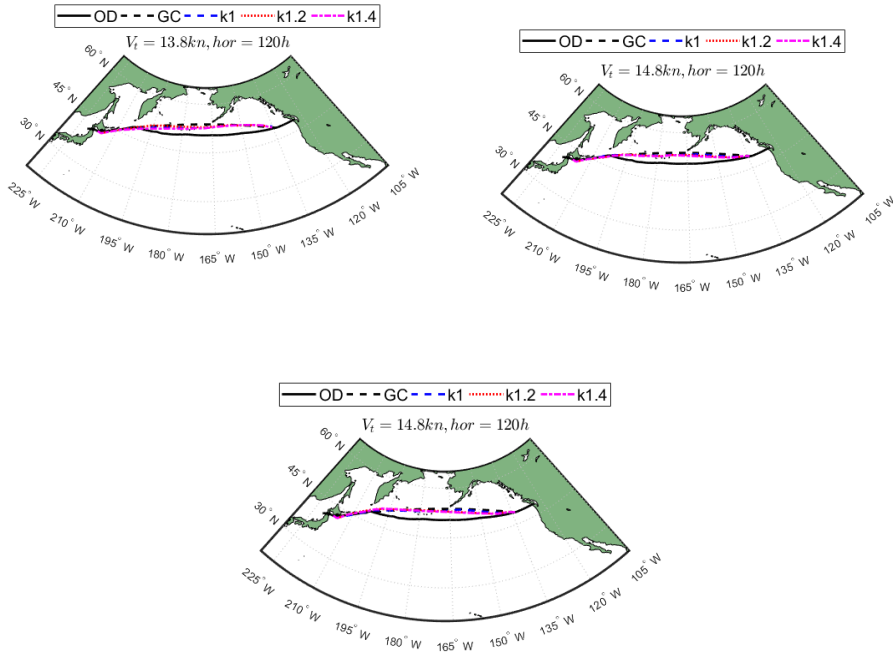 OD GC k1 k1.2 k1.4
V_t = 13.8kn, hor = 120h
60° N
45° N
30° N
225° W
210° W
195° W
180° W
165° W
150° W
135° W
120° W
105° W
OD GC k1 k1.2 k1.4
V_t = 14.8kn, hor = 120h
60° N
45° N
30° N
225° W
210° W
195° W
180° W
165° W
150° W
135° W
120° W
105° W
OD GC k1 k1.2 k1.4
V_t = 14.8kn, hor = 120h
60° N
45° N
30° N
225° W
210° W
195° W
180° W
165° W
150° W
135° W
120° W
105° W